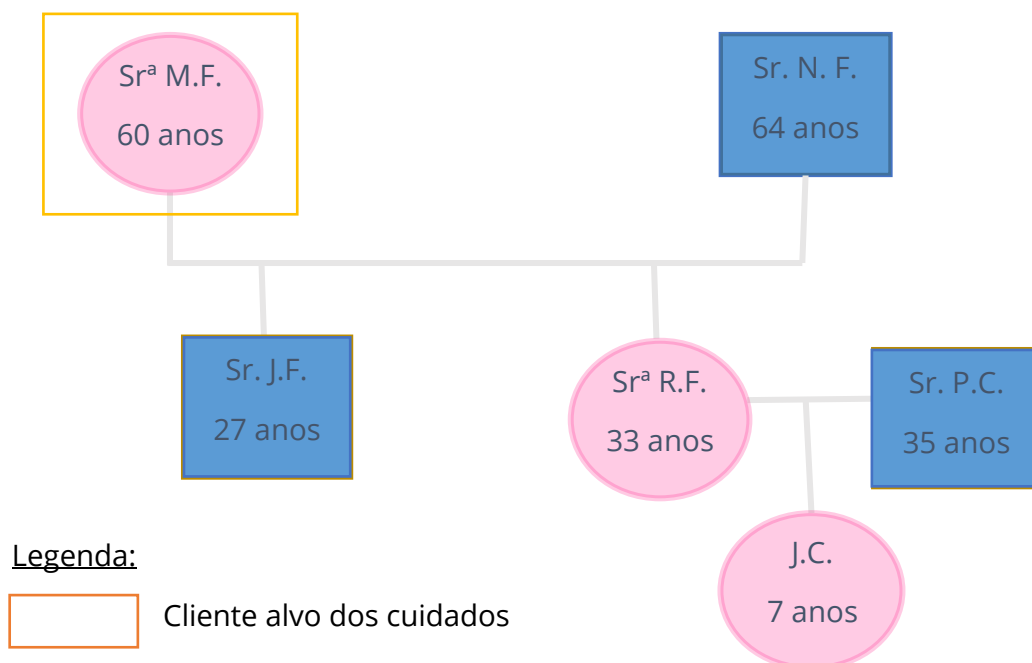 Srª M.F.
60 anos
Sr. N. F.
64 anos
Sr. J.F.
27 anos
Srª R.F.
33 anos
Sr. P.C.
35 anos
J.C.
7 anos
Legenda:
Cliente alvo dos cuidados